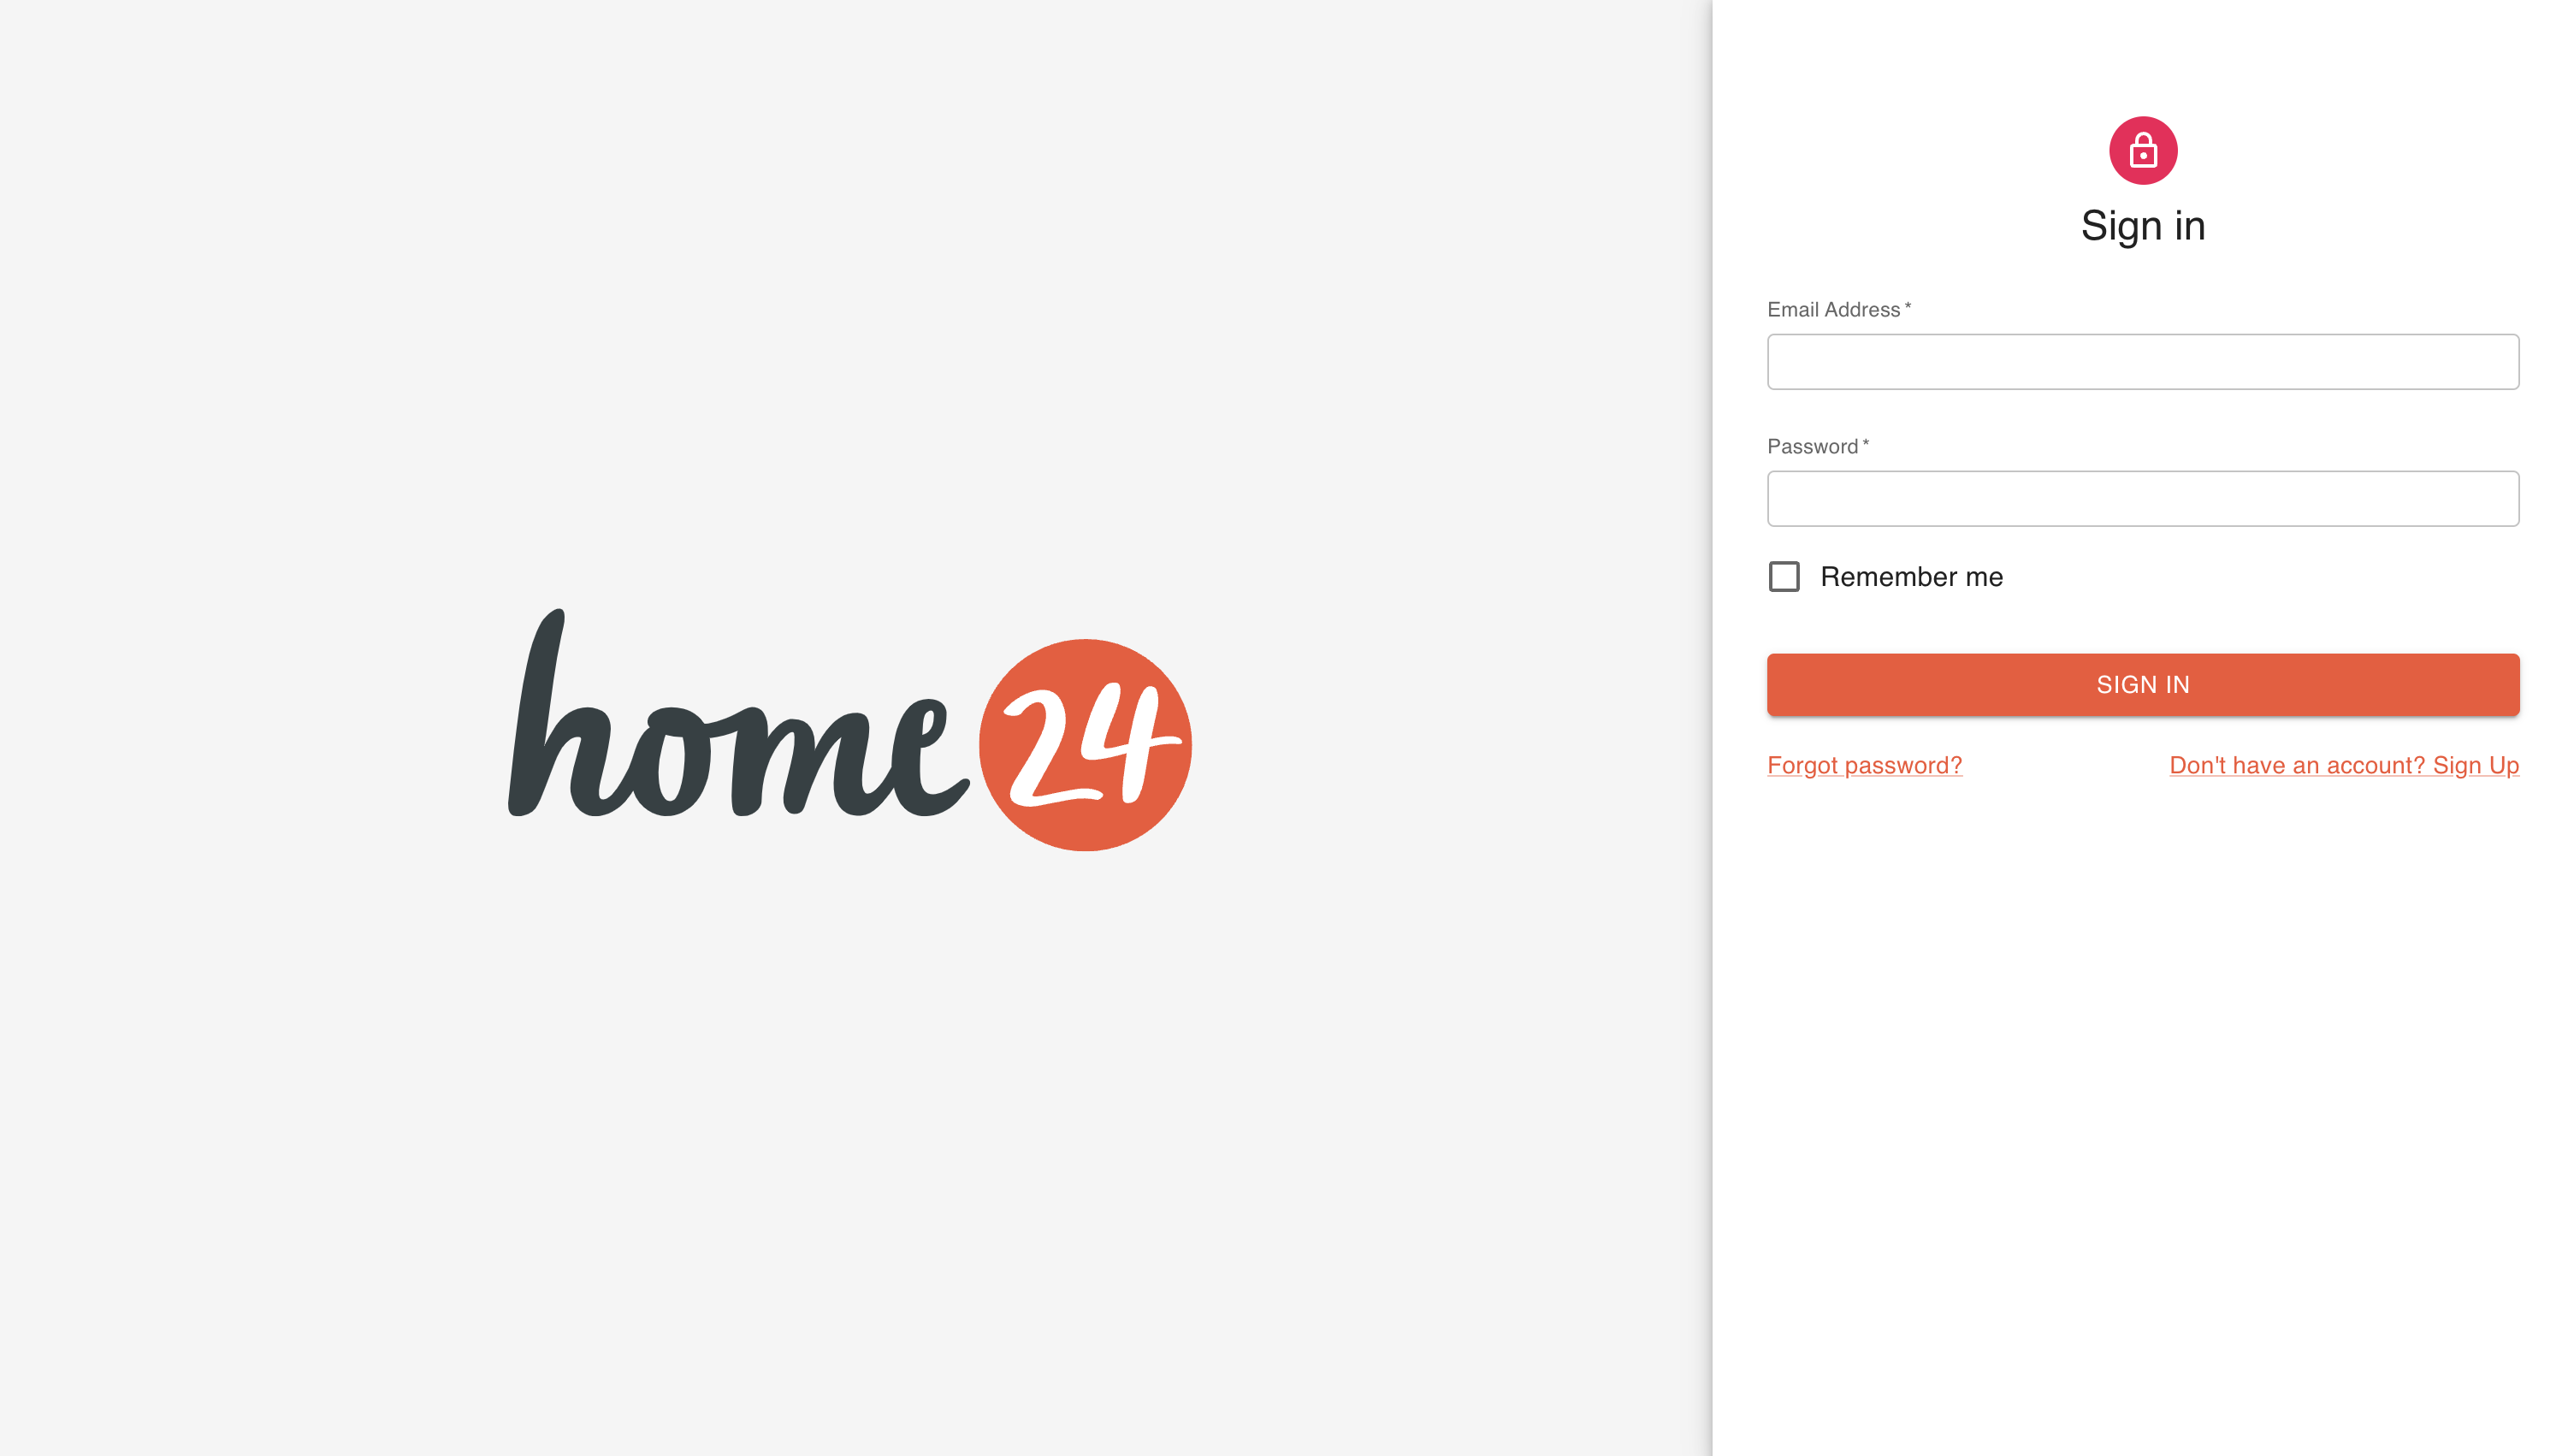 home24
Sign in
Email Address *
Password *
Remember me
SIGN IN
Forgot password?
Don't have an account? Sign Up